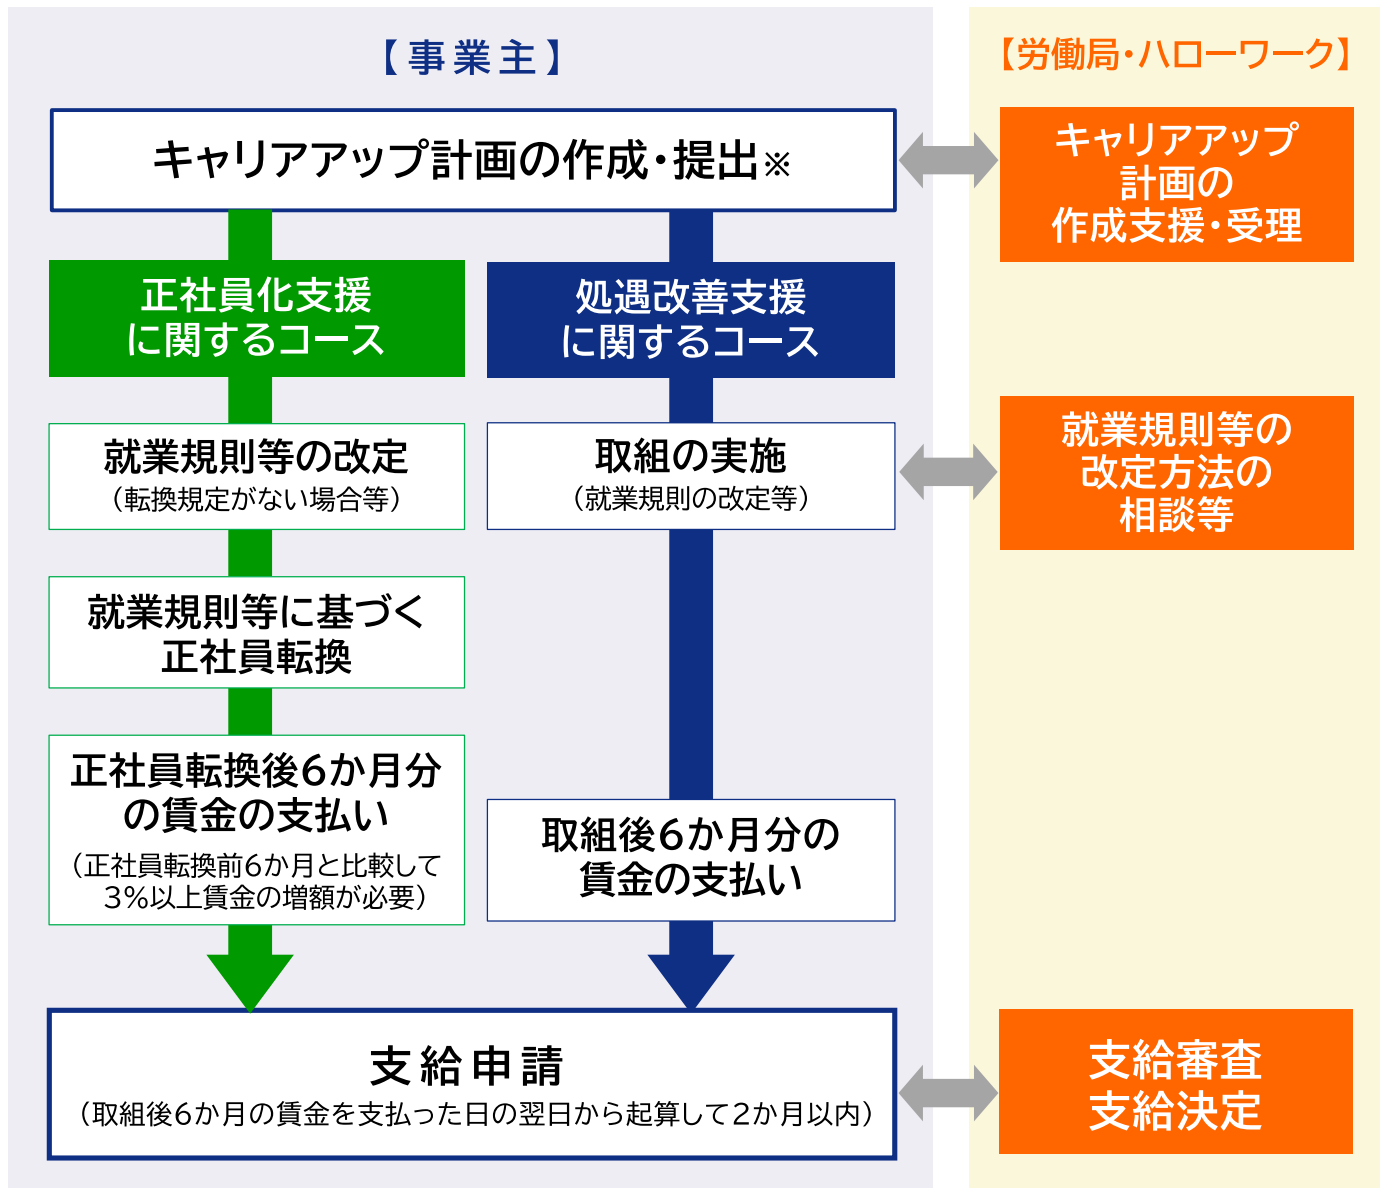 【事業主】
キャリアアップ計画の作成・提出※
正社員化支援
に関するコース
就業規則等の改定
（転換規定がない場合等）
就業規則等に基づく
正社員転換
正社員転換後6か月分
の賃金の支払い
（正社員転換前6か月と比較して
3%以上賃金の増額が必要）
処遇改善支援
に関するコース
取組の実施
（就業規則の改定等）
取組後6か月分の
賃金の支払い
支給申請
（取組後6か月の賃金を支払った日の翌日から起算して2か月以内）
【労働局・ハローワーク】
キャリアアップ
計画の
作成支援・受理
就業規則等の
改定方法の
相談等
支給審査
支給決定